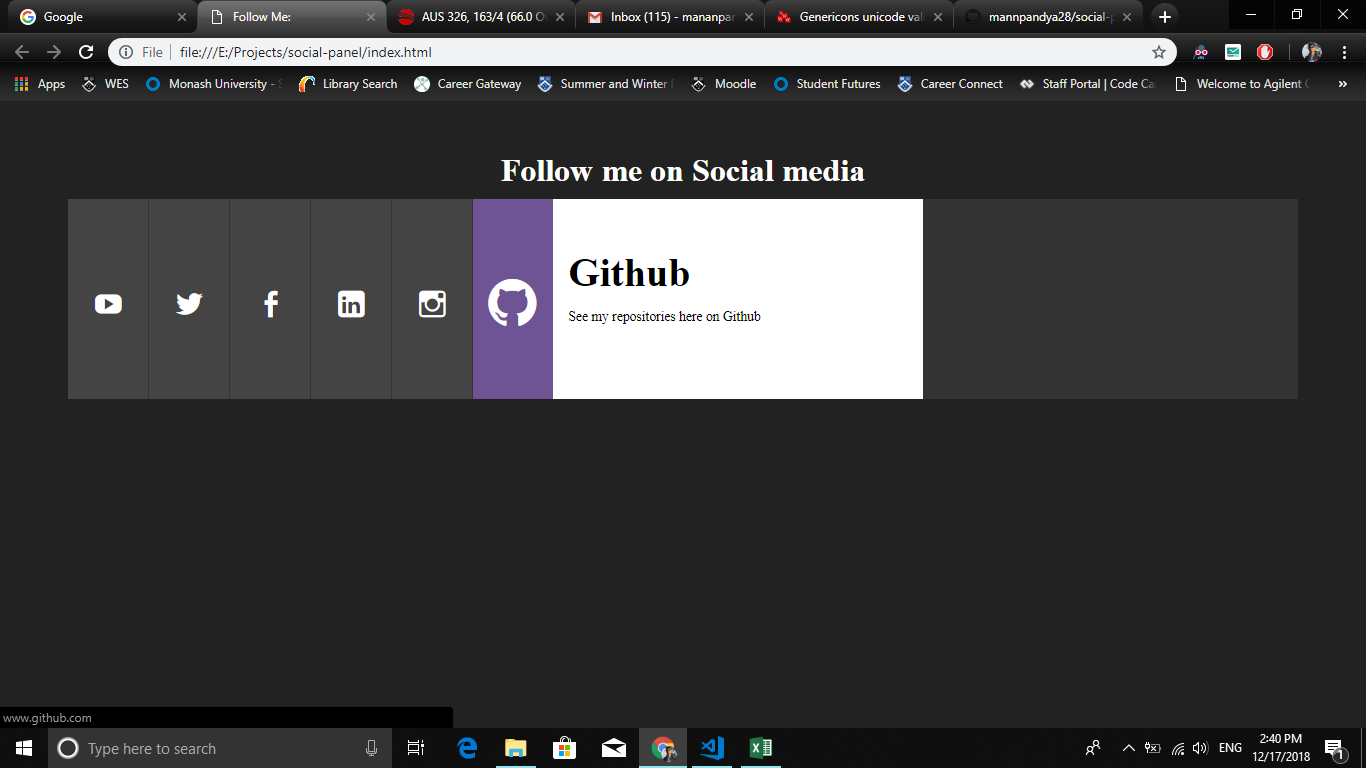 Google
Follow Me:
AUS 326, 163/4 (66.0 O
Inbox (115) - mananpar
Genericons unicode val
mannpandya28/social-p
File
file:///E:/Projects/social-panel/index.html
Apps
WES
Monash University - S
Library Search
Career Gateway
Summer and Winter
Moodle
Student Futures
Career Connect
Staff Portal | Code Ca
Welcome to Agilent
Follow me on Social media
Github
See my repositories here on Github
www.github.com
Type here to search
ENG
2:40 PM
12/17/2018
1